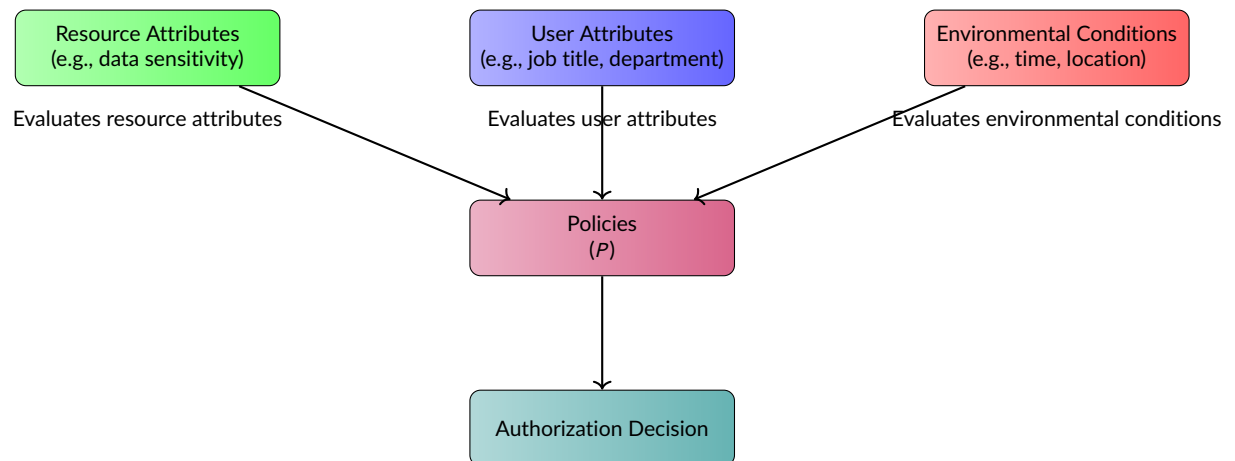 Resource Attributes
(e.g., data sensitivity)
User Attributes
(e.g., job title, department)
Environmental Conditions
(e.g., time, location)
Evaluates resource attributes
Evaluates user attributes
Evaluates environmental conditions
Policies
(P)
Authorization Decision